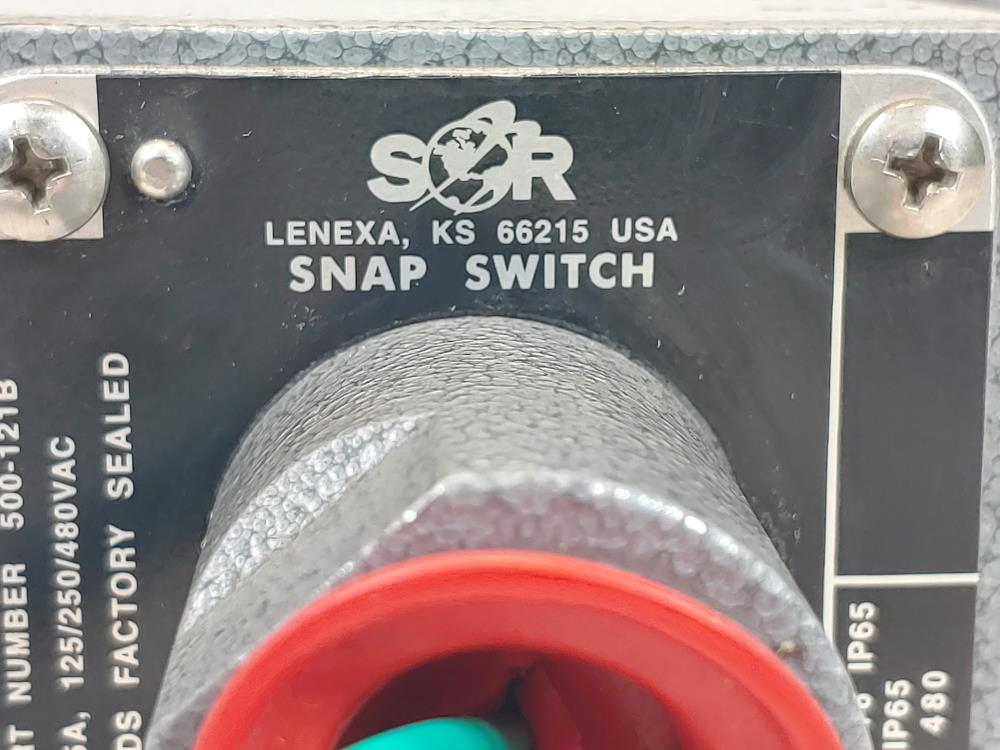 SOR
LENEXA, KS 66215 USA
SNAP SWITCH
NUMBER 500-121B
125/250/480VAC
FACTORY SEALED
IP65
IP65
480